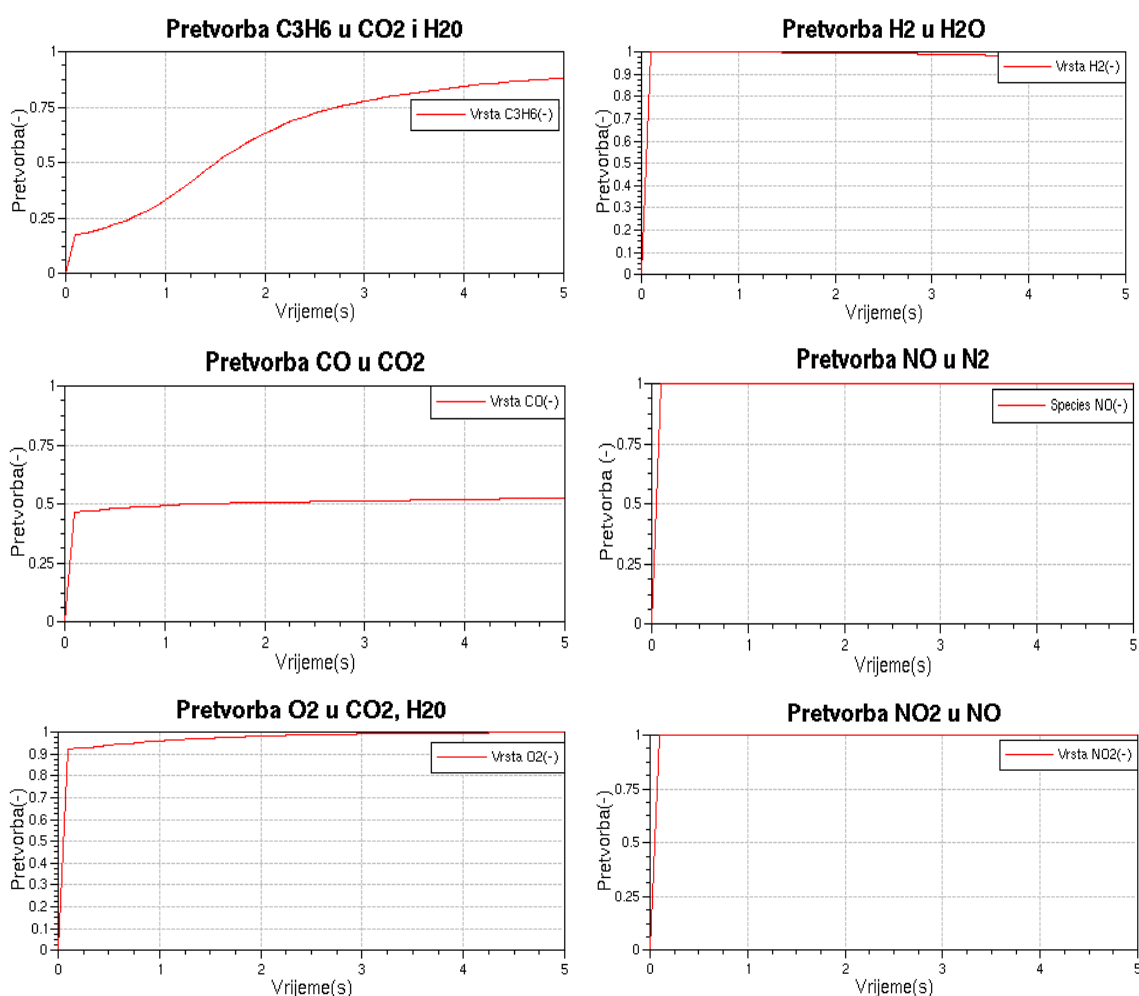 Pretvorba C3H6 u CO2 i H20
Pretvorba(-)
1
0.75
0.5
0.25
0
Vrsta C3H6(-)
0 1 2 3 4 5
Vrijeme(s)
Pretvorba H2 u H2O
Pretvorba(-)
1
0.9
0.8
0.7
0.6
0.5
0.4
0.3
0.2
0.1
0
Vrsta H2(-)
0 1 2 3 4 5
Vrijeme(s)
Pretvorba CO u CO2
Pretvorba(-)
1
0.75
0.5
0.25
0
Vrsta CO(-)
0 1 2 3 4 5
Vrijeme(s)
Pretvorba NO u N2
Pretvorba (-)
1
0.75
0.5
0.25
0
Species NO(-)
0 1 2 3 4 5
Vrijeme(s)
Pretvorba O2 u CO2, H20
Pretvorba(-)
1
0.9
0.8
0.7
0.6
0.5
0.4
0.3
0.2
0.1
0
Vrsta O2(-)
0 1 2 3 4 5
Vrijeme(s)
Pretvorba NO2 u NO
Pretvorba(-)
1
0.75
0.5
0.25
0
Vrsta NO2(-)
0 1 2 3 4 5
Vrijeme(s)